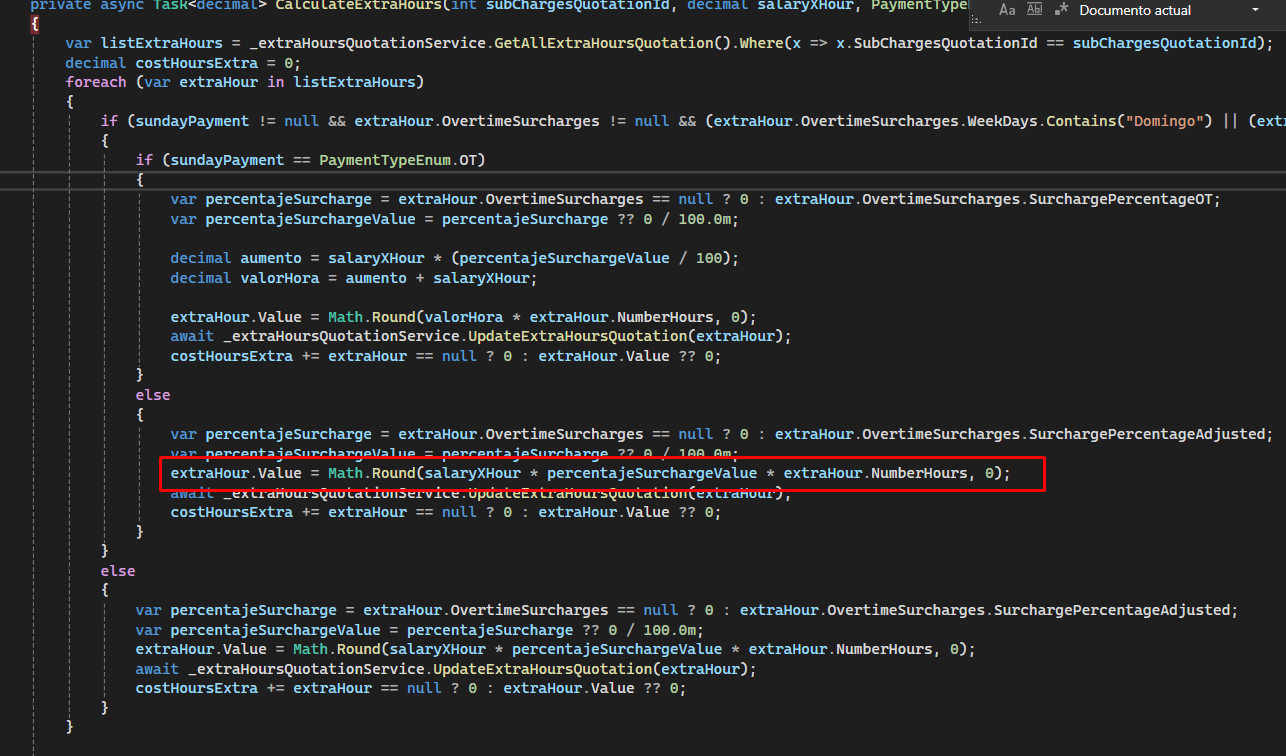 private async Task<decimal> CalculateExtraHours(int subChargesQuotationId, decimal salaryXHour, PaymentType
Aa Ab Documento actual
{
var listExtraHours = _extraHoursQuotationService.GetAllExtraHoursQuotation().Where(x => x.SubChargesQuotationId == subChargesQuotationId);
decimal costHoursExtra = 0;
foreach (var extraHour in listExtraHours)
{
if (sundayPayment != null && extraHour.OvertimeSurcharges != null && (extraHour.OvertimeSurcharges.WeekDays.Contains("Domingo") || (extr
{
if (sundayPayment == PaymentTypeEnum.OT)
{
var percentajeSurcharge = extraHour.OvertimeSurcharges == null ? 0 : extraHour.OvertimeSurcharges.SurchargePercentageOT;
var percentajeSurchargeValue = percentajeSurcharge ?? 0 / 100.0m;
decimal aumento = salaryXHour * (percentajeSurchargeValue / 100);
decimal valorHora = aumento + salaryXHour;
extraHour.Value = Math.Round(valorHora * extraHour.NumberHours, 0);
await _extraHoursQuotationService.UpdateExtraHoursQuotation(extraHour);
costHoursExtra += extraHour == null ? 0 : extraHour.Value ?? 0;
}
else
{
var percentajeSurcharge = extraHour.OvertimeSurcharges == null ? 0 : extraHour.OvertimeSurcharges.SurchargePercentageAdjusted;
var percentajeSurchargeValue = percentajeSurcharge ?? 0 / 100.0m;
extraHour.Value = Math.Round(salaryXHour * percentajeSurchargeValue * extraHour.NumberHours, 0);
await _extraHoursQuotationService.UpdateExtraHoursQuotation(extraHour);
costHoursExtra += extraHour == null ? 0 : extraHour.Value ?? 0;
}
}
else
{
var percentajeSurcharge = extraHour.OvertimeSurcharges == null ? 0 : extraHour.OvertimeSurcharges.SurchargePercentageAdjusted;
var percentajeSurchargeValue = percentajeSurcharge ?? 0 / 100.0m;
extraHour.Value = Math.Round(salaryXHour * percentajeSurchargeValue * extraHour.NumberHours, 0);
await _extraHoursQuotationService.UpdateExtraHoursQuotation(extraHour);
costHoursExtra += extraHour == null ? 0 : extraHour.Value ?? 0;
}
}